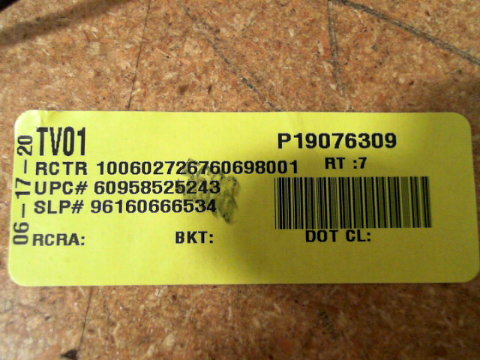 06-17-20
TV01
P19076309
RCTR 100602726760698001
RT :7
UPC# 60958525243
SLP# 96160666534
RCRA:
BKT:
DOT CL: